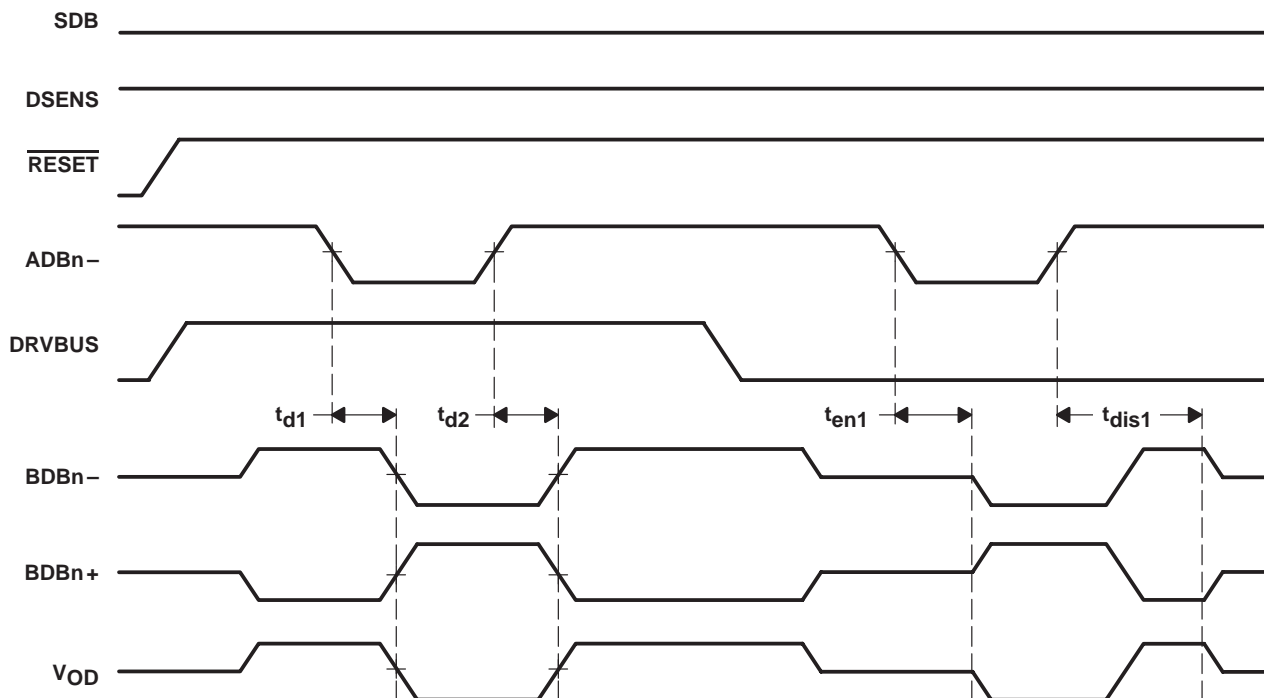 SDB
DSENS
RESET
ADBn–
DRVBUS
td1 td2 ten1 tdis1
BDBn–
BDBn+
VOD